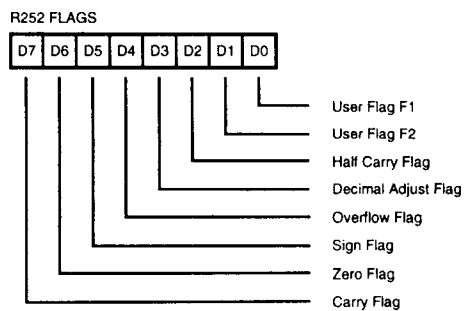 R252 FLAGS
D7 D6 D5 D4 D3 D2 D1 D0
User Flag F1
User Flag F2
Half Carry Flag
Decimal Adjust Flag
Overflow Flag
Sign Flag
Zero Flag
Carry Flag